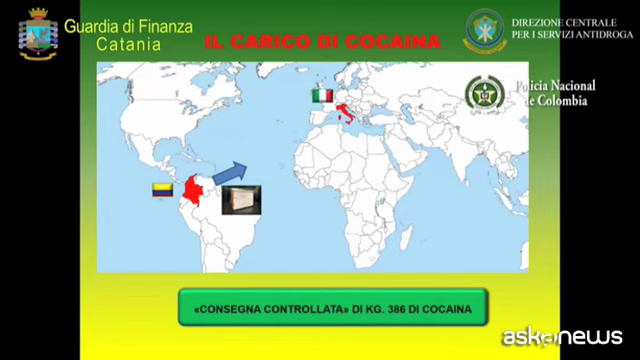 Guardia di Finanza
Catania
IL CARICO DI COCAINA
DIREZIONE CENTRALE
PER I SERVIZI ANTIDROGA
Policia Nacional
de Colombia
«CONSEGNA CONTROLLATA» DI KG. 386 DI COCAINA
askanews